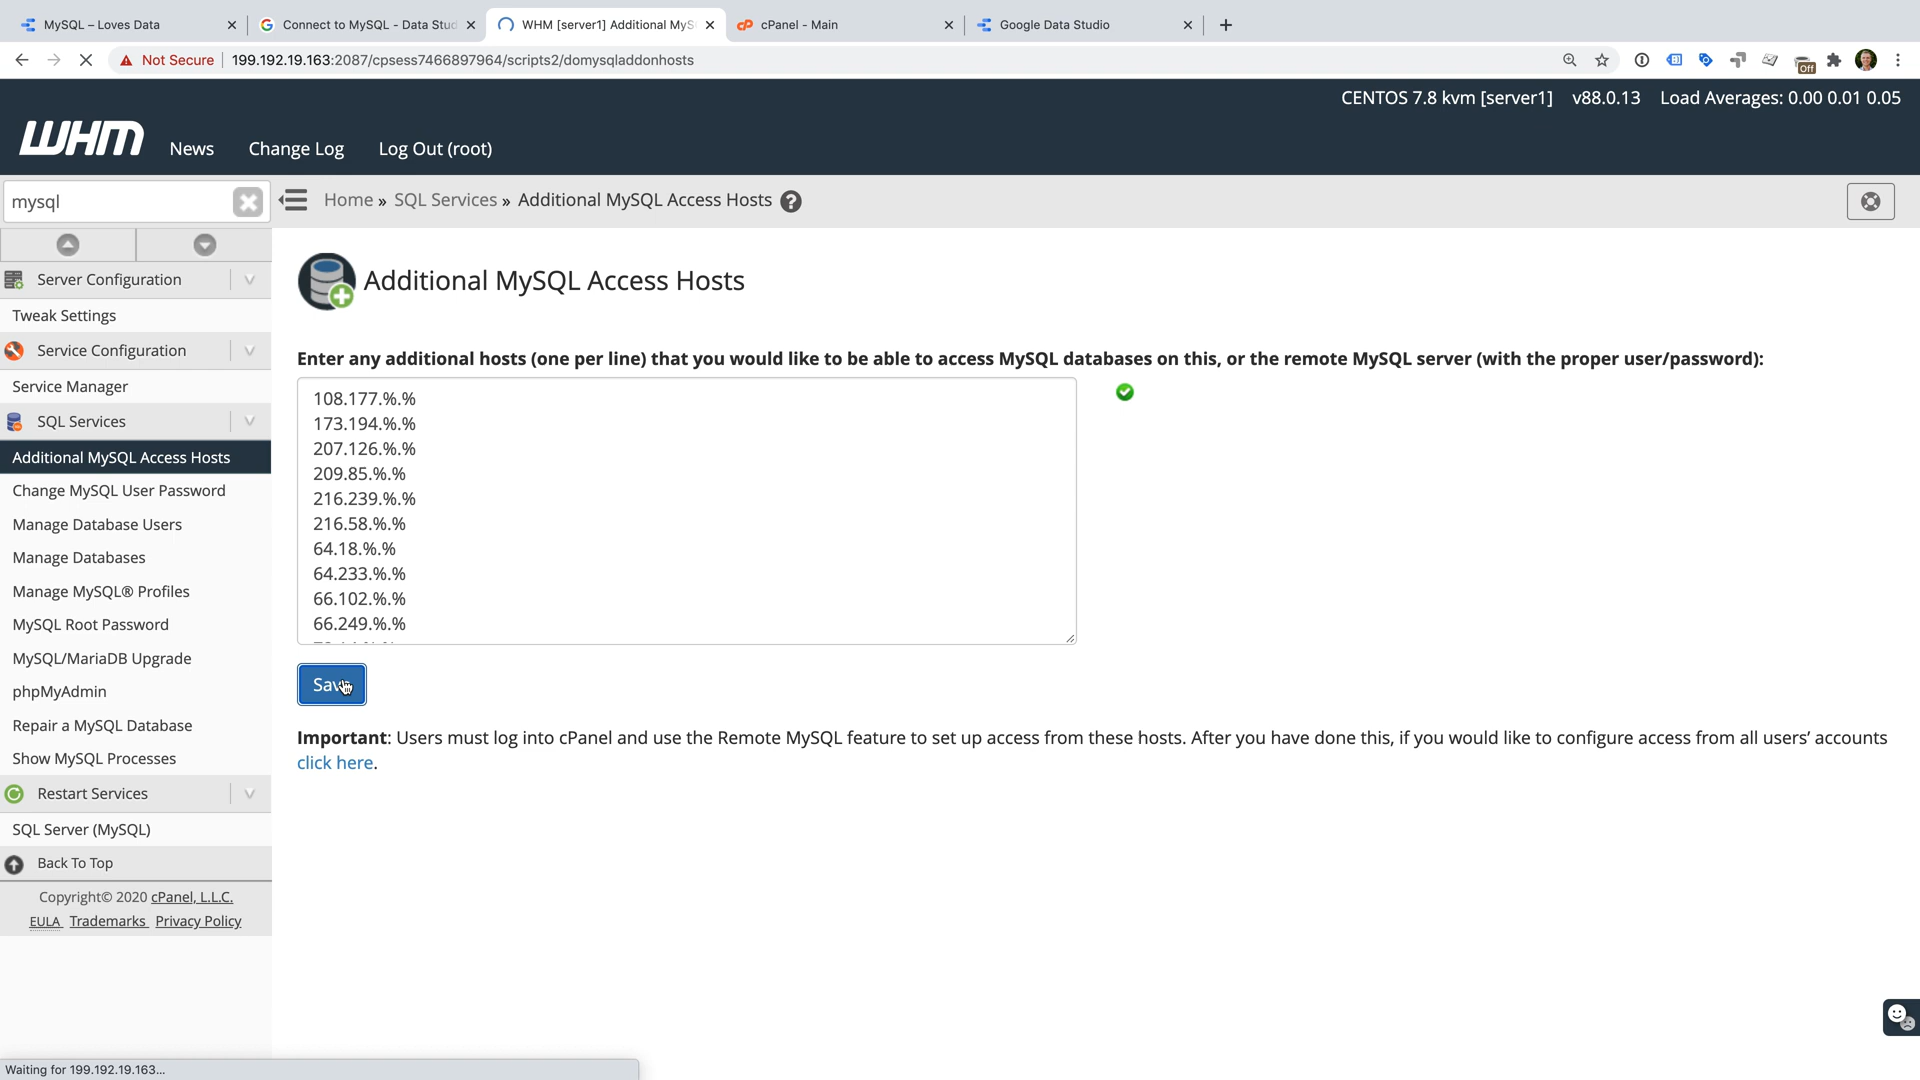 MySQL – Loves Data
Connect to MySQL - Data Stud
WHM [server1] Additional MyS
cPanel - Main
Google Data Studio
Not Secure
199.192.19.163:2087/cpsess7466897964/scripts2/domysqladdonhosts
Off
CENTOS 7.8 kvm [server1] v88.0.13 Load Averages: 0.00 0.01 0.05
WHM
News
Change Log
Log Out (root)
mysql
Home » SQL Services » Additional MySQL Access Hosts
Server Configuration
Tweak Settings
Service Configuration
Service Manager
SQL Services
Additional MySQL Access Hosts
Change MySQL User Password
Manage Database Users
Manage Databases
Manage MySQL® Profiles
MySQL Root Password
MySQL/MariaDB Upgrade
phpMyAdmin
Repair a MySQL Database
Show MySQL Processes
Restart Services
SQL Server (MySQL)
Back To Top
Copyright© 2020 cPanel, L.L.C.
EULA Trademarks Privacy Policy
Additional MySQL Access Hosts
Enter any additional hosts (one per line) that you would like to be able to access MySQL databases on this, or the remote MySQL server (with the proper user/password):
108.177.%.%
173.194.%.%
207.126.%.%
209.85.%.%
216.239.%.%
216.58.%.%
64.18.%.%
64.233.%.%
66.102.%.%
66.249.%.%
Save
Important: Users must log into cPanel and use the Remote MySQL feature to set up access from these hosts. After you have done this, if you would like to configure access from all users’ accounts
click here.
Waiting for 199.192.19.163...